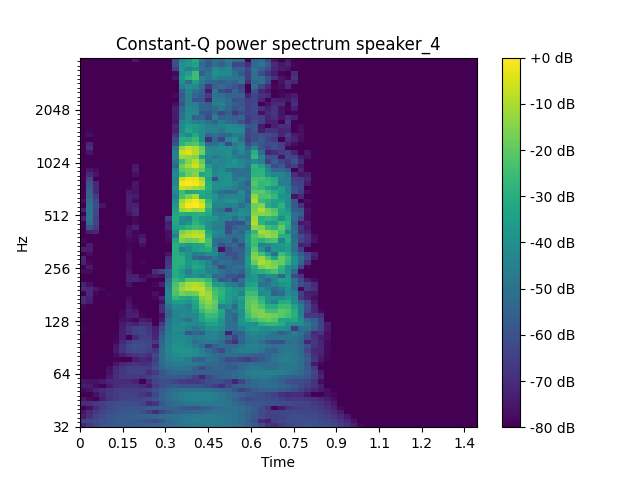 Constant-Q power spectrum speaker_4
Hz
2048
1024
512
256
128
64
32
0 0.15 0.3 0.45 0.6 0.75 0.9 1.1 1.2 1.4
Time
+0 dB
-10 dB
-20 dB
-30 dB
-40 dB
-50 dB
-60 dB
-70 dB
-80 dB